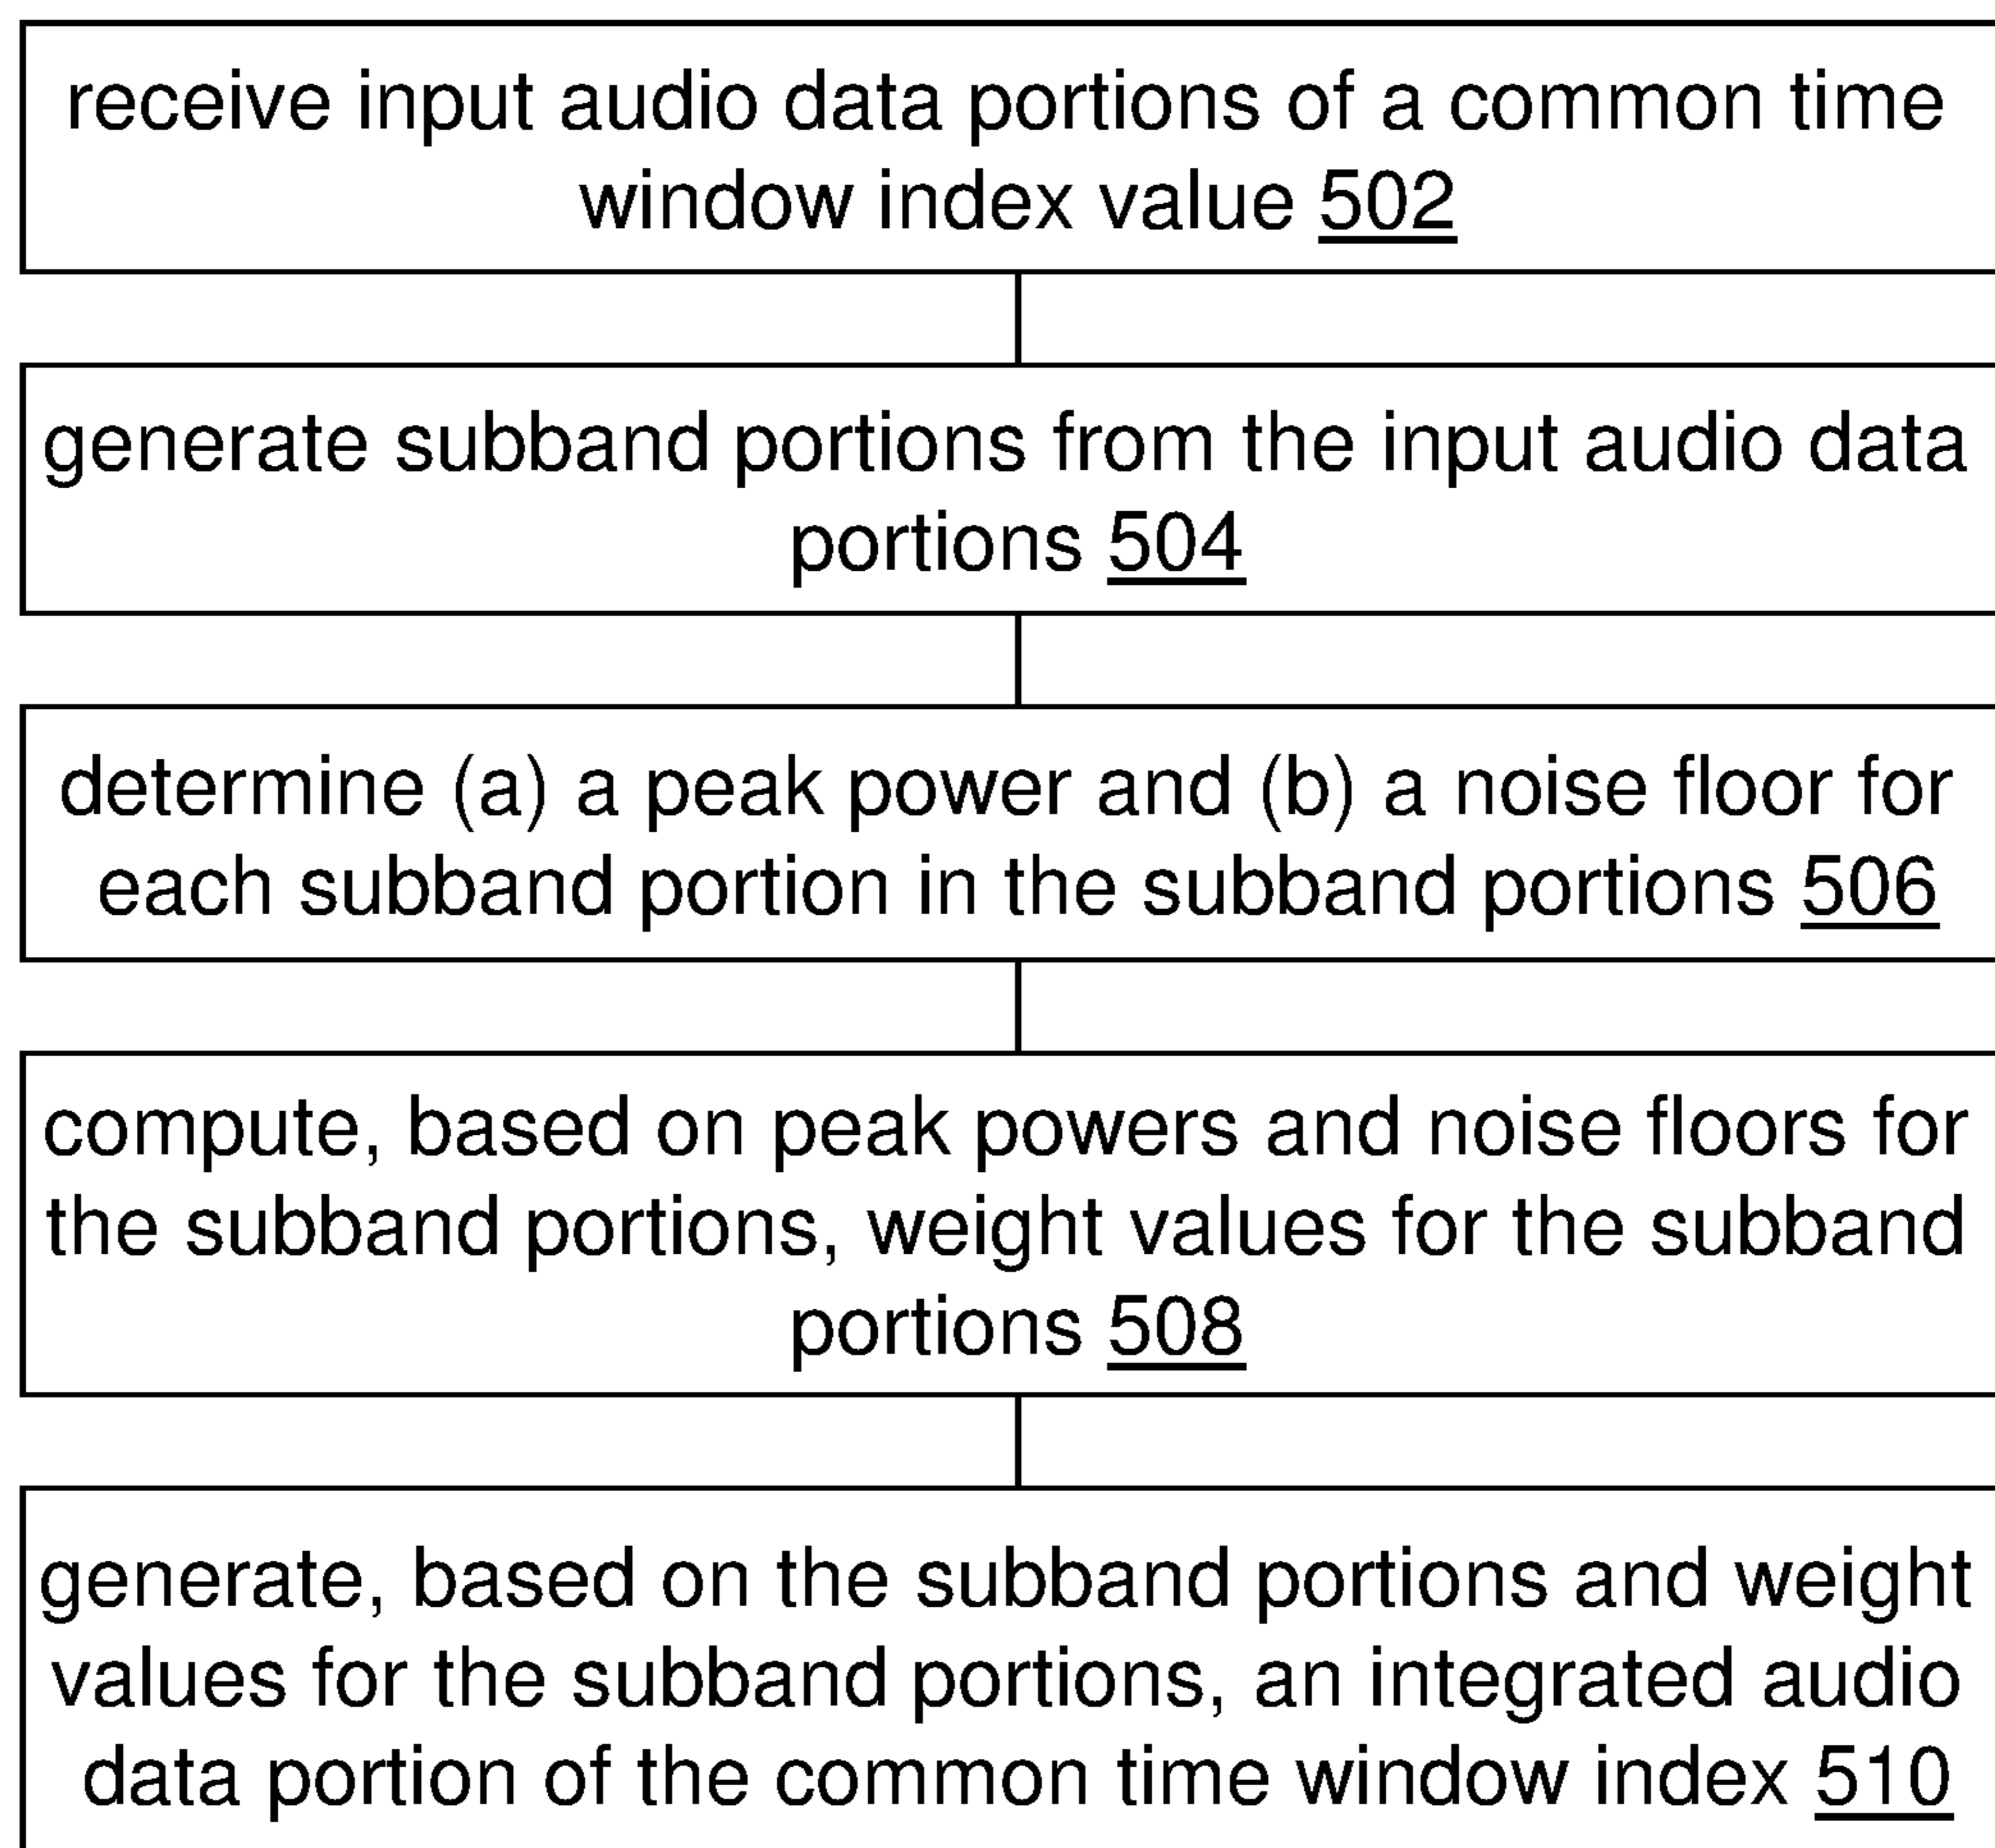 receive input audio data portions of a common time
window index value 502
generate subband portions from the input audio data
portions 504
determine (a) a peak power and (b) a noise floor for
each subband portion in the subband portions 506
compute, based on peak powers and noise floors for
the subband portions, weight values for the subband
portions 508
generate, based on the subband portions and weight
values for the subband portions, an integrated audio
data portion of the common time window index 510